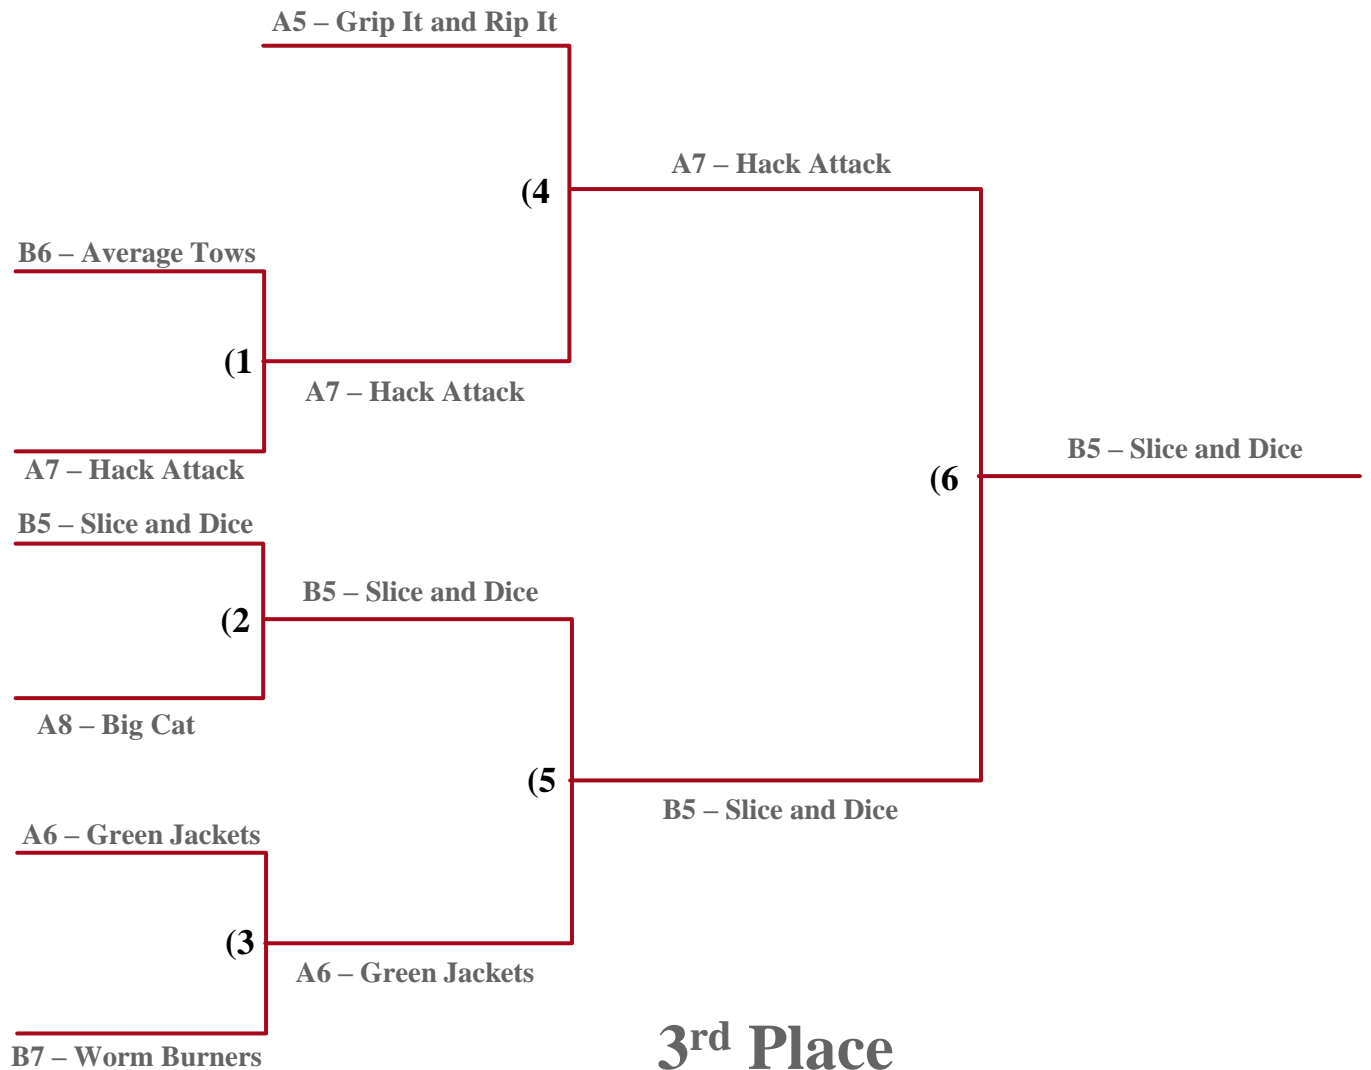 A5 – Grip It and Rip It
A7 – Hack Attack
(4
B6 – Average Tows
(1
A7 – Hack Attack
A7 – Hack Attack
B5 – Slice and Dice
(6
B5 – Slice and Dice
B5 – Slice and Dice
(2
A8 – Big Cat
(5
B5 – Slice and Dice
A6 – Green Jackets
(3
A6 – Green Jackets
B7 – Worm Burners
3rd Place